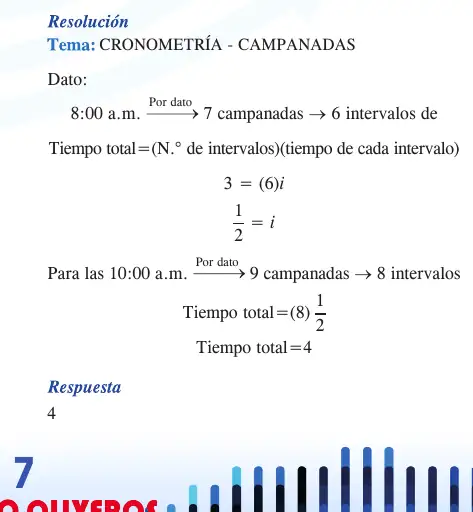 Resolución
Tema: CRONOMETRÍA - CAMPANADAS
Dato:
8:00 a.m. Por dato → 7 campanadas → 6 intervalos de
Tiempo total=(N.° de intervalos)(tiempo de cada intervalo)
3 = (6)i
1/2 = i
Para las 10:00 a.m. Por dato → 9 campanadas → 8 intervalos
Tiempo total=(8) 1/2
Tiempo total=4
Respuesta
4
7